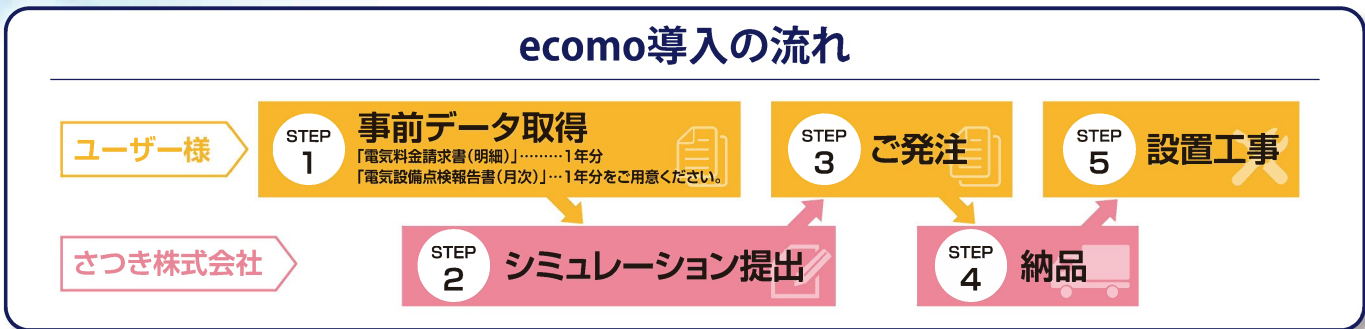 ecomo導入の流れ
ユーザー様
STEP
1
事前データ取得
「電気料金請求書(明細)」………1年分
「電気設備点検報告書(月次)」…1年分をご用意ください。
STEP
3
ご発注
STEP
5
設置工事
さつき株式会社
STEP
2
シミュレーション提出
STEP
4
納品